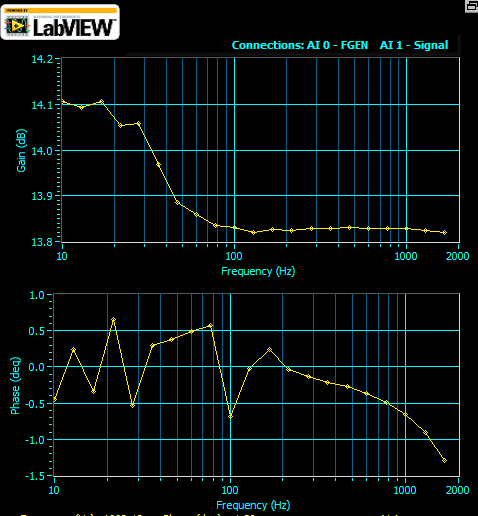 LabVIEW™
Connections: AI 0 - FGEN AI 1 - Signal
14.2
14.1
14.0
13.9
13.8
Gain (dB)
10 100 1000 2000
Frequency (Hz)
1.0
0.5
0.0
-0.5
-1.0
-1.5
Phase (deg)
10 100 1000 2000
Frequency (Hz)